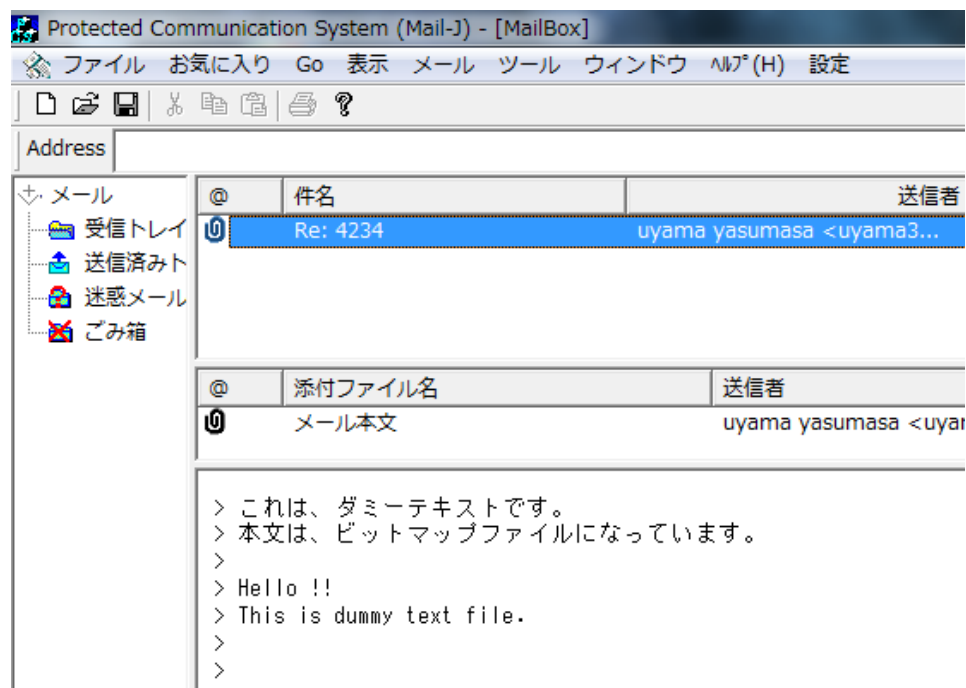 Protected Communication System (Mail-J) - [MailBox]
ファイル お気に入り Go 表示 メール ツール ウィンドウ ﾍﾙﾌﾟ(H) 設定
Address
メール
受信トレイ
送信済みト
迷惑メール
ごみ箱
@ 件名 送信者
Re: 4234 uyama yasumasa <uyama3...
@ 添付ファイル名 送信者
メール本文 uyama yasumasa <uyar
> これは、ダミーテキストです。
> 本文は、ビットマップファイルになっています。
>
> Hello !!
> This is dummy text file.
>
>